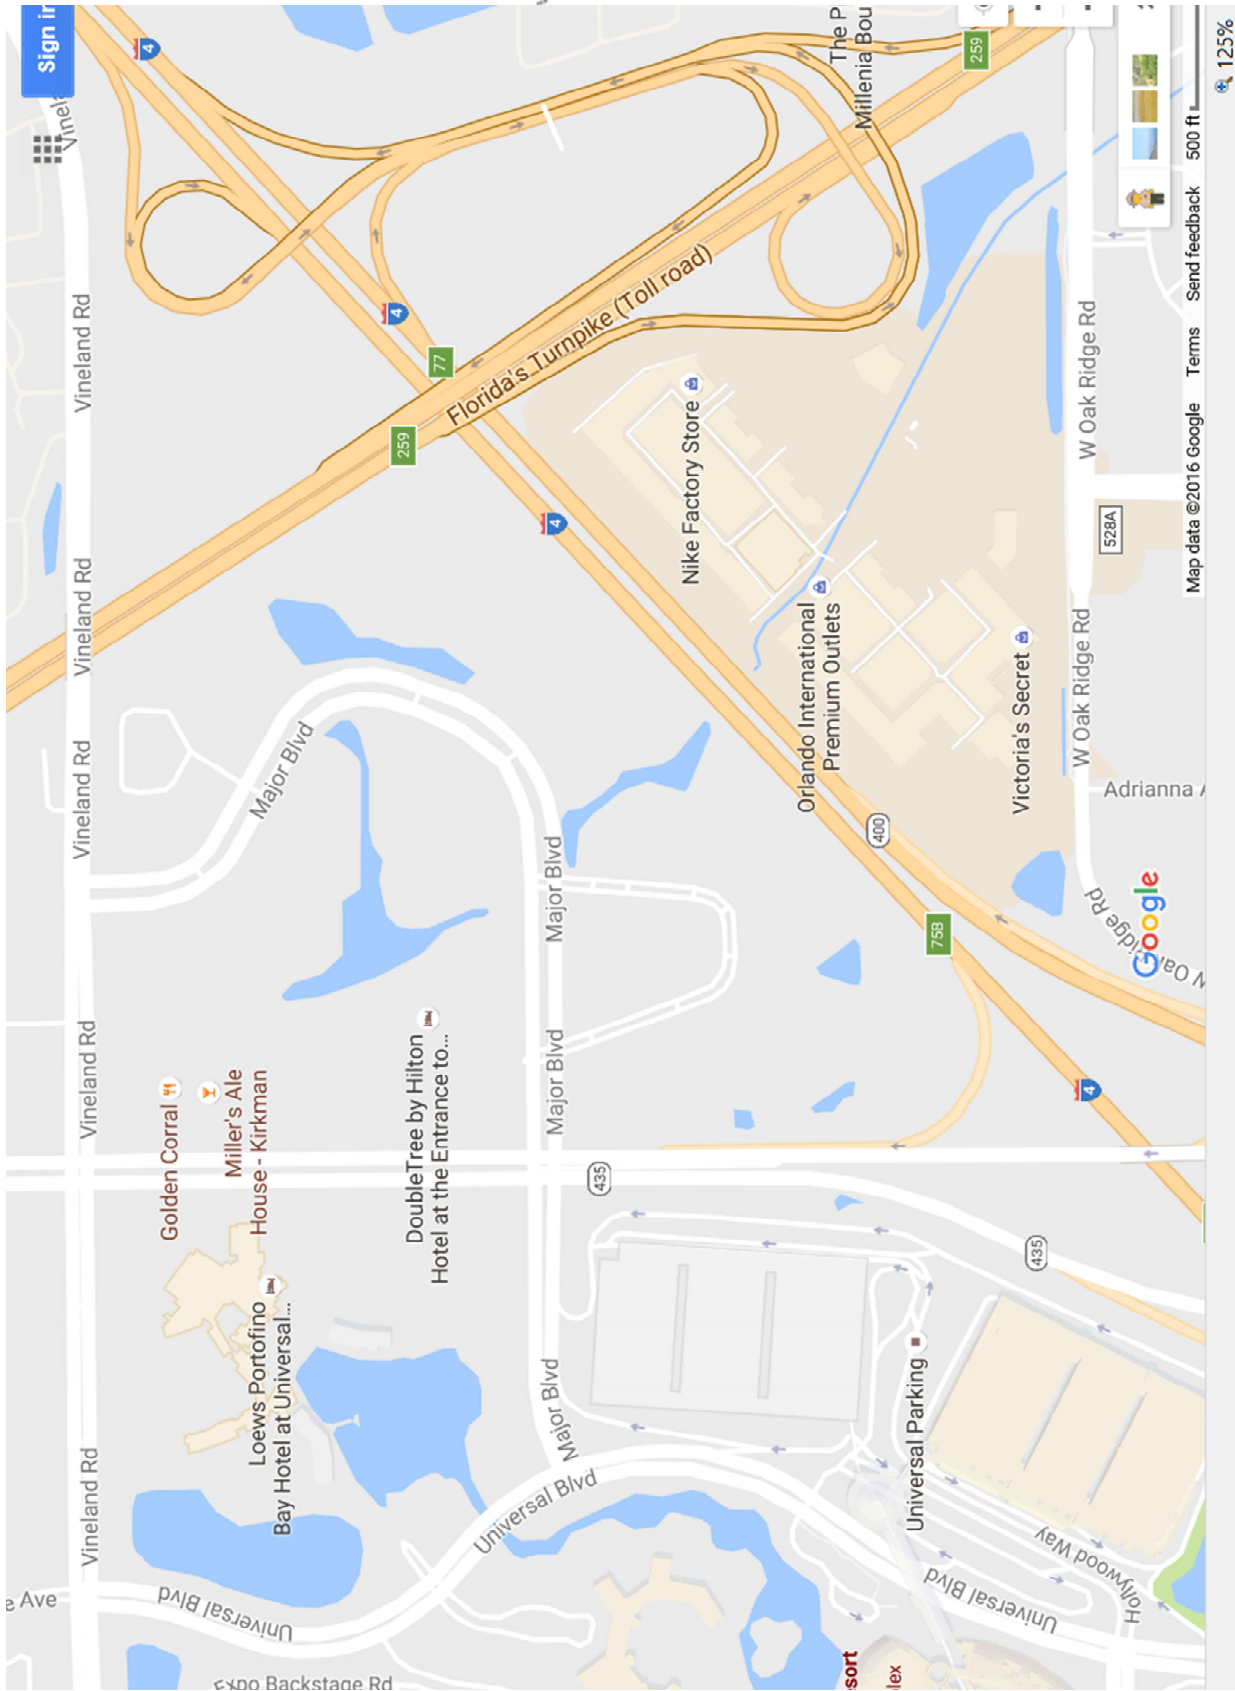 Vineland Rd
Vineland Rd
Vineland Rd
Vineland Rd
Vineland Rd
Vineland Rd
Sign in
e Ave
4
Golden Corral
Miller's Ale
House - Kirkman
Universal Blvd
Expo Backstage Rd
Loews Portofino
Bay Hotel at Universal...
Major Blvd
DoubleTree by Hilton
Hotel at the Entrance to...
259
77
4
Florida's Turnpike (Toll road)
Universal Blvd
Major Blvd
Major Blvd
Major Blvd
4
435
Nike Factory Store
Orlando International
Premium Outlets
The P
Millenia Bou
esort
plex
400
Universal Parking
75B
259
Universal Blvd
Victoria's Secret
435
Hollywood Way
4
W Oak Ridge Rd
W Oak Ridge Rd
W Oak Ridge Rd
528A
Adrianna A
Google
Map data ©2016 Google Terms Send feedback 500 ft
125%